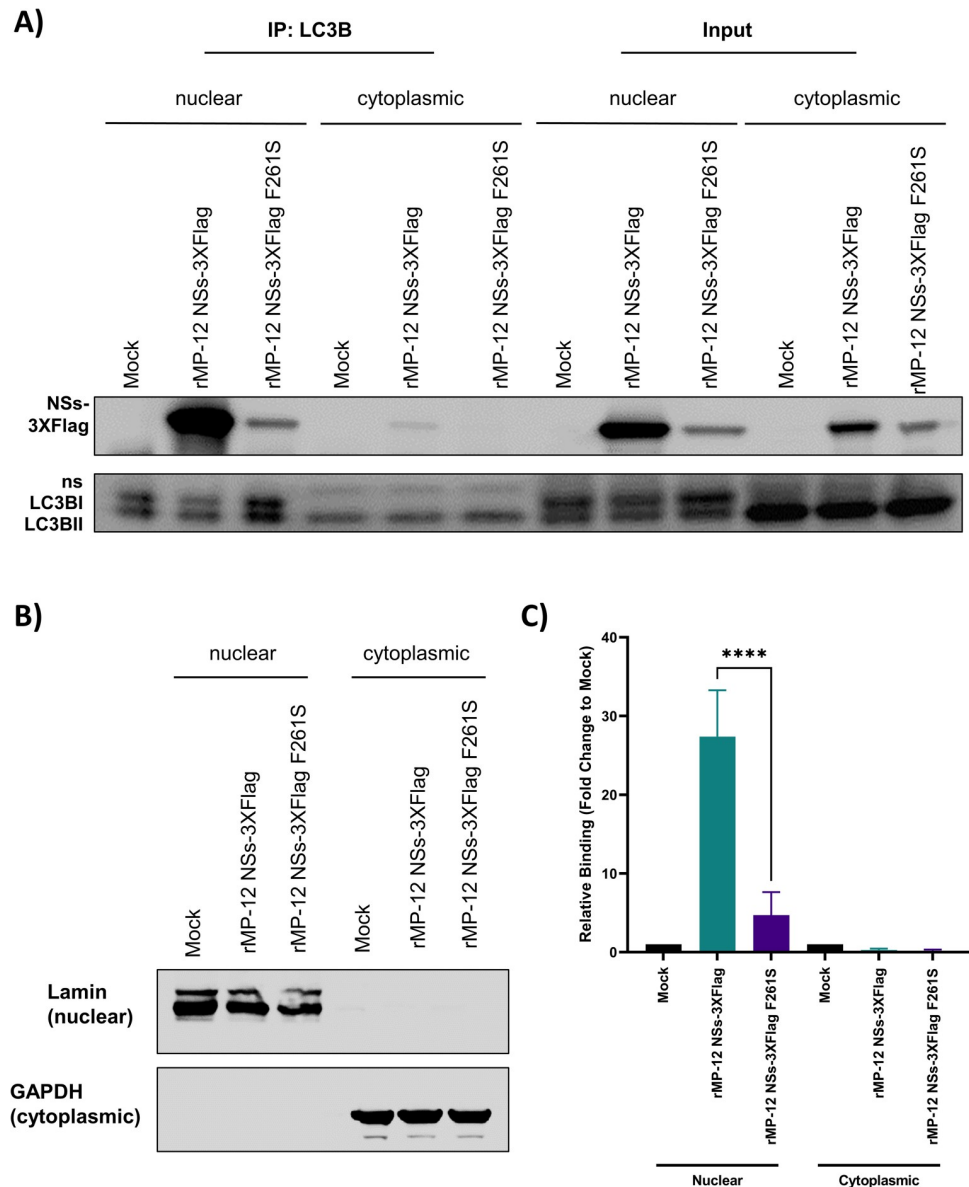 A)
IP: LC3B
Input
nuclear
cytoplasmic
nuclear
cytoplasmic
Mock
rMP-12 NSs-3XFlag
rMP-12 NSs-3XFlag F261S
Mock
rMP-12 NSs-3XFlag
rMP-12 NSs-3XFlag F261S
Mock
rMP-12 NSs-3XFlag
rMP-12 NSs-3XFlag F261S
Mock
rMP-12 NSs-3XFlag
rMP-12 NSs-3XFlag F261S
NSs-
3XFlag
ns
LC3BI
LC3BII
B)
nuclear
cytoplasmic
Mock
rMP-12 NSs-3XFlag
rMP-12 NSs-3XFlag F261S
Mock
rMP-12 NSs-3XFlag
rMP-12 NSs-3XFlag F261S
Lamin
(nuclear)
GAPDH
(cytoplasmic)
C)
Relative Binding (Fold Change to Mock)
40
30
20
10
0
****
Mock
rMP-12 NSs-3XFlag
rMP-12 NSs-3XFlag F261S
Mock
rMP-12 NSs-3XFlag
rMP-12 NSs-3XFlag F261S
Nuclear
Cytoplasmic